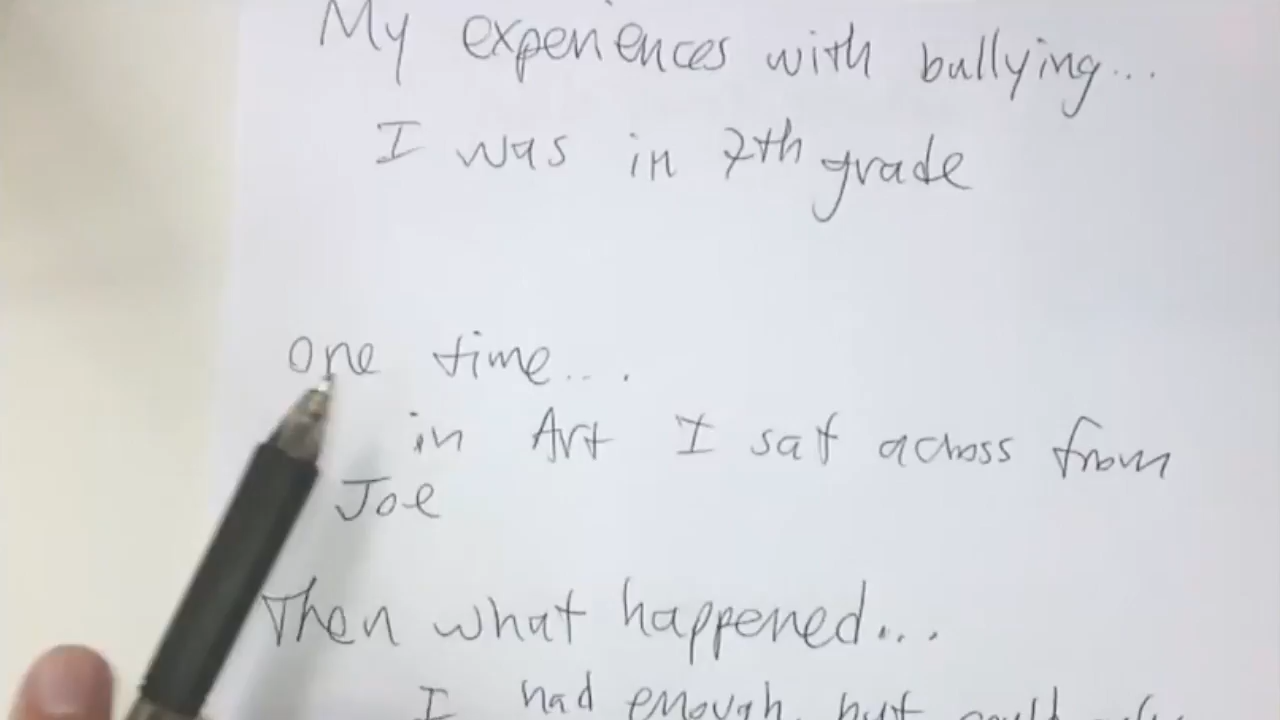 My experiences with bullying...
I was in 7th grade
One time...
in Art I sat across from
Joe
Then what happened...
I had enough, but